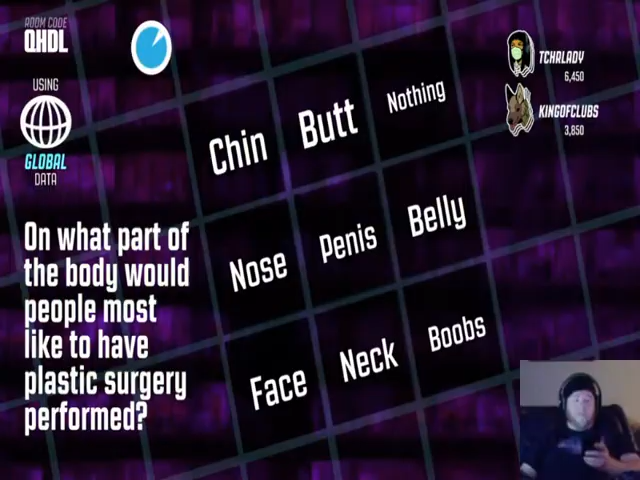 ROOM CODE
QHDL
USING
GLOBAL
DATA
On what part of
the body would
people most
like to have
plastic surgery
performed?
Chin Butt Nothing
Nose Penis Belly
Face Neck Boobs
TCHRLADY
6,450
KINGOFCLUBS
3,850